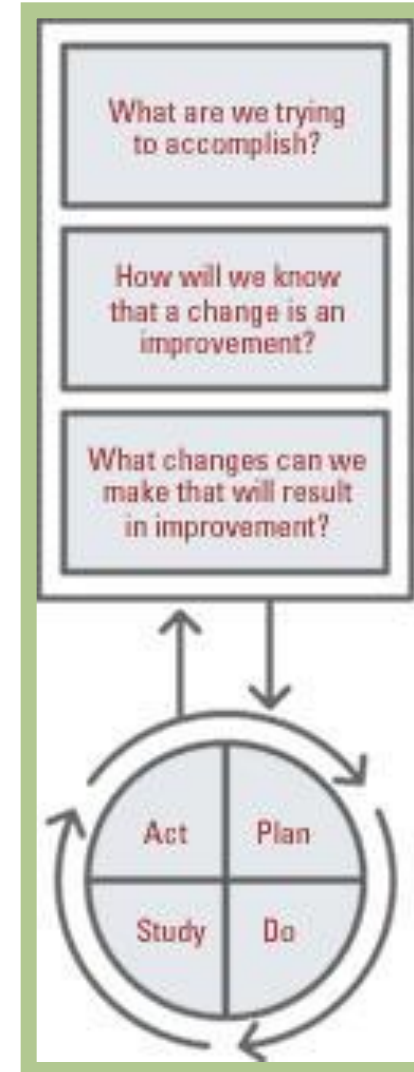 What are we trying
to accomplish?
How will we know
that a change is an
improvement?
What changes can we
make that will result
in improvement?
Act
Plan
Study
Do